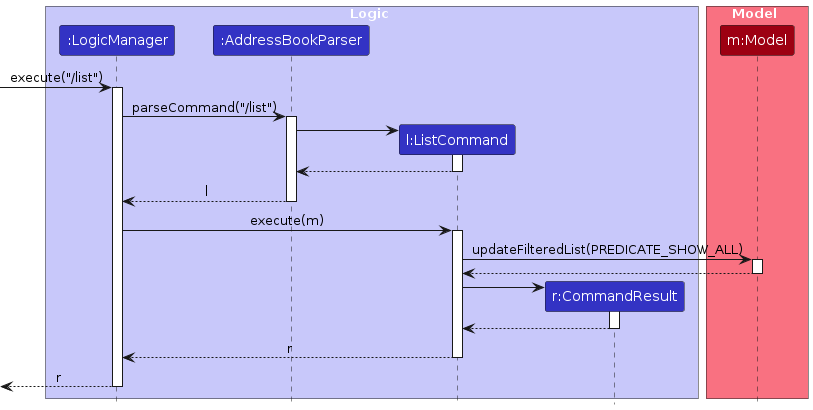 Logic
Model
:LogicManager
:AddressBookParser
m:Model
execute("/list")
parseCommand("/list")
l:ListCommand
l
execute(m)
updateFilteredList(PREDICATE_SHOW_ALL)
r:CommandResult
r
r